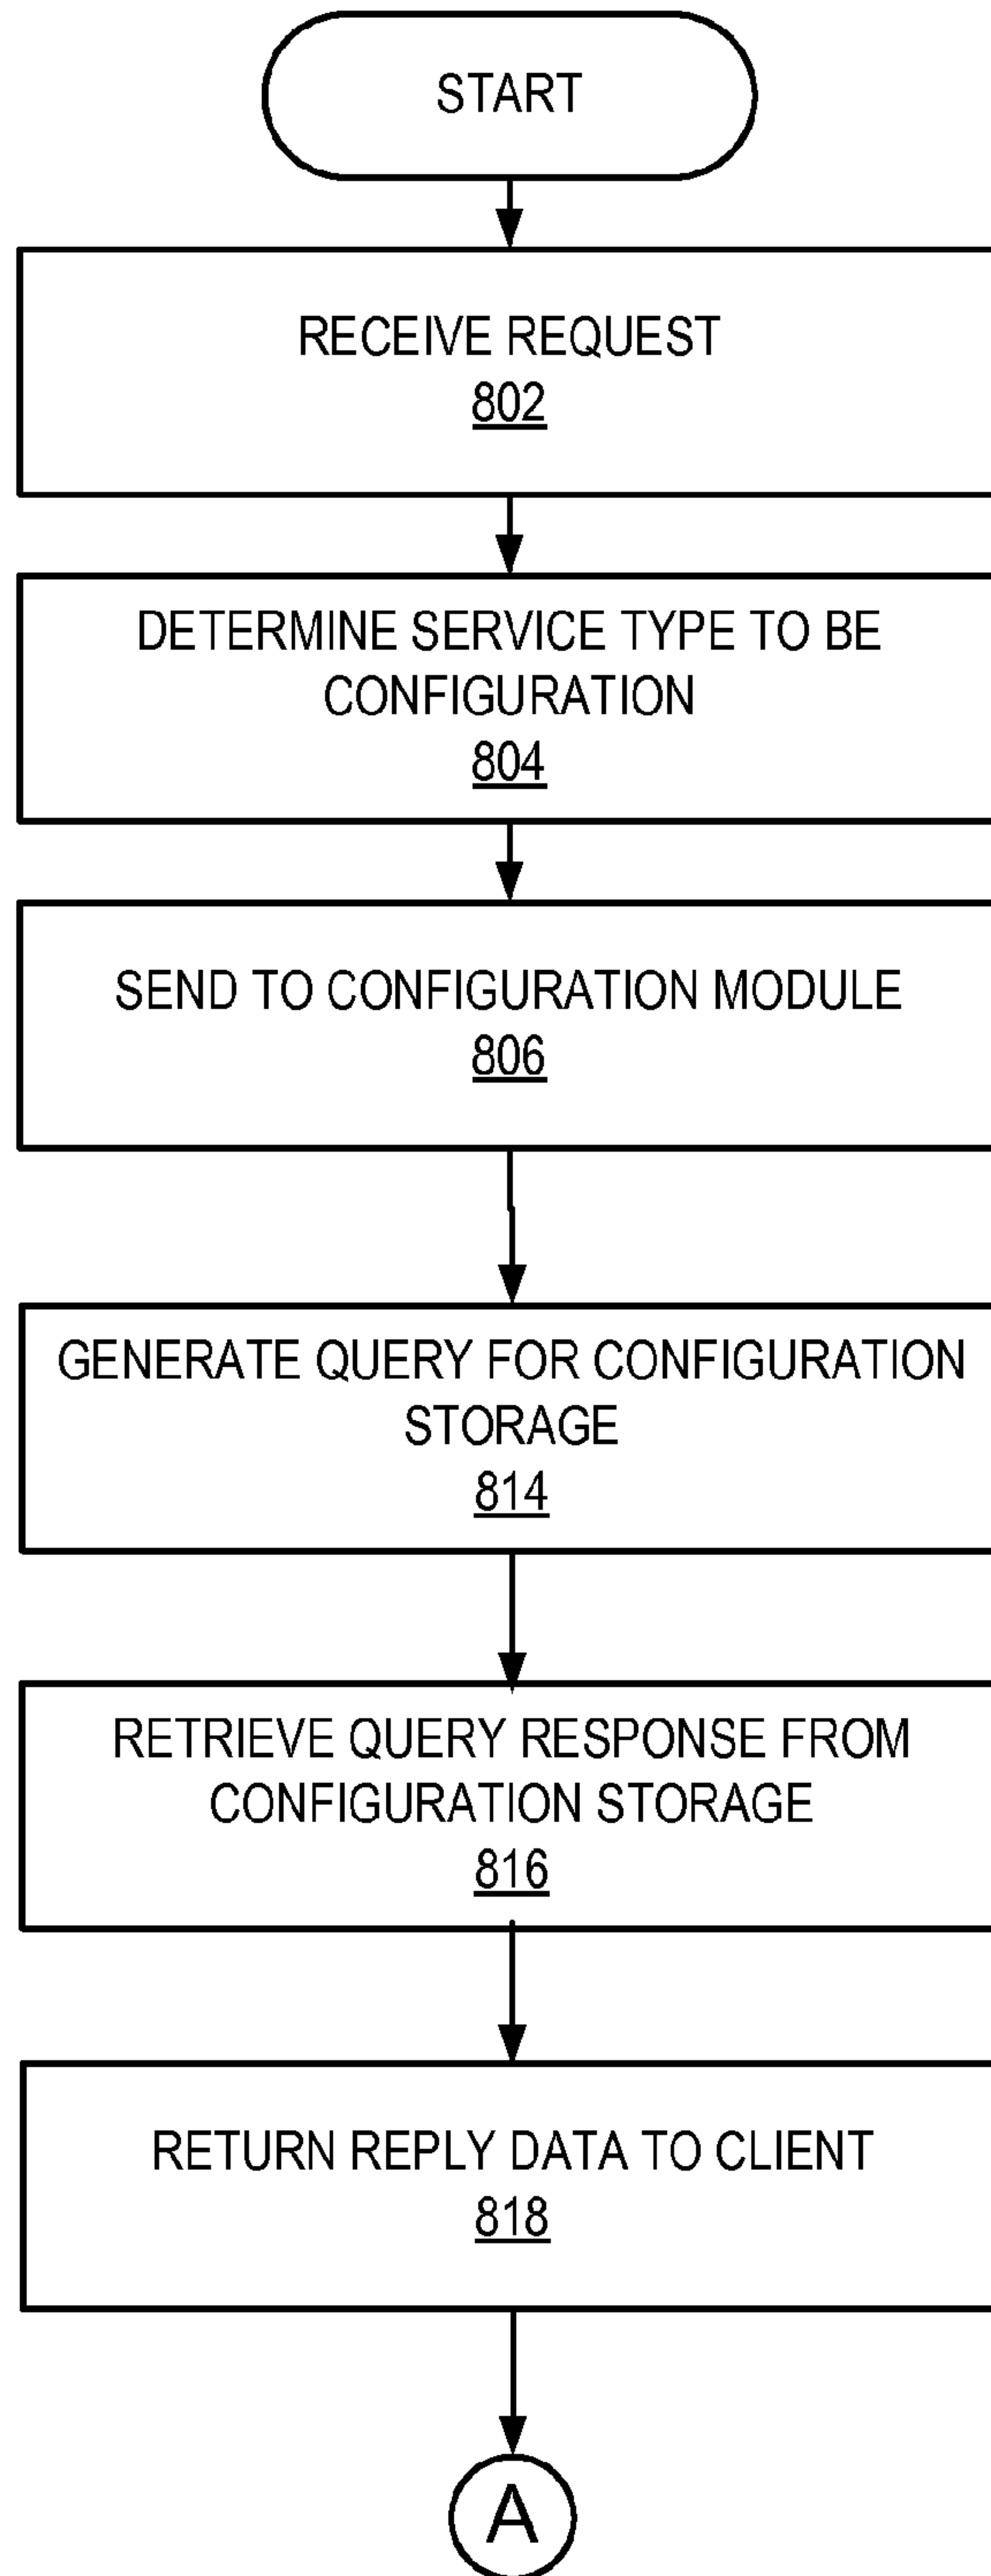 START
RECEIVE REQUEST
802
DETERMINE SERVICE TYPE TO BE
CONFIGURATION
804
SEND TO CONFIGURATION MODULE
806
GENERATE QUERY FOR CONFIGURATION
STORAGE
814
RETRIEVE QUERY RESPONSE FROM
CONFIGURATION STORAGE
816
RETURN REPLY DATA TO CLIENT
818
A